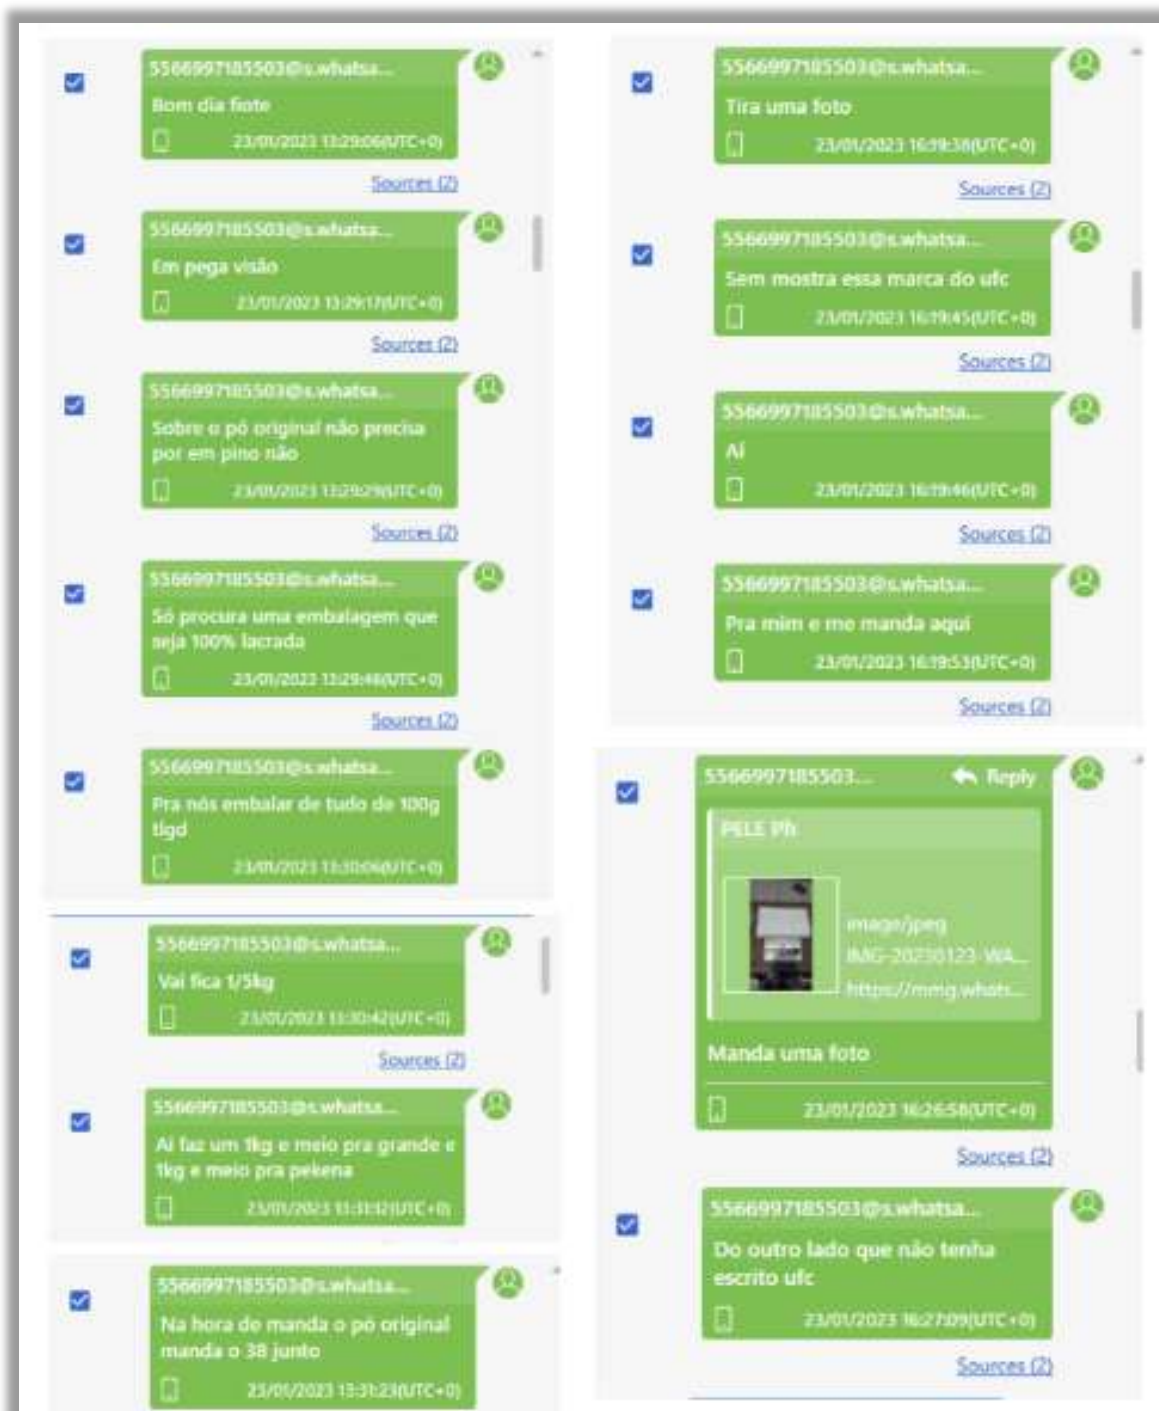 5566997185503@s.whatsa...
Bom dia fiote
23/01/2023 13:29:06(UTC+0)
Sources (2)
5566997185503@s.whatsa...
Em pega visão
23/01/2023 13:29:17(UTC+0)
Sources (2)
5566997185503@s.whatsa...
Sobre o pó original não precisa
por em pino não
23/01/2023 13:29:29(UTC+0)
Sources (2)
5566997185503@s.whatsa...
Só procura uma embalagem que
seja 100% lacrada
23/01/2023 13:29:48(UTC+0)
Sources (2)
5566997185503@s.whatsa...
Pra nós embalar de tudo de 100g
tlgd
23/01/2023 13:30:06(UTC+0)
5566997185503@s.whatsa...
Vai fica 1/5kg
23/01/2023 13:30:42(UTC+0)
Sources (2)
5566997185503@s.whatsa...
Ai faz um 1kg e meio pra grande e
1kg e meio pra pekena
23/01/2023 13:31:12(UTC+0)
5566997185503@s.whatsa...
Na hora de manda o pó original
manda o 38 junto
23/01/2023 13:31:23(UTC+0)
5566997185503@s.whatsa...
Tira uma foto
23/01/2023 16:19:38(UTC+0)
Sources (2)
5566997185503@s.whatsa...
Sem mostra essa marca do ufc
23/01/2023 16:19:45(UTC+0)
Sources (2)
5566997185503@s.whatsa...
Aí
23/01/2023 16:19:46(UTC+0)
Sources (2)
5566997185503@s.whatsa...
Pra mim e me manda aqui
23/01/2023 16:19:53(UTC+0)
Sources (2)
5566997185503... Reply
PELE Ph
image/jpeg
IMG-20230123-WA...
https://mmg.whats...
Manda uma foto
23/01/2023 16:26:58(UTC+0)
Sources (2)
5566997185503@s.whatsa...
Do outro lado que não tenha
escrito ufc
23/01/2023 16:27:09(UTC+0)
Sources (2)